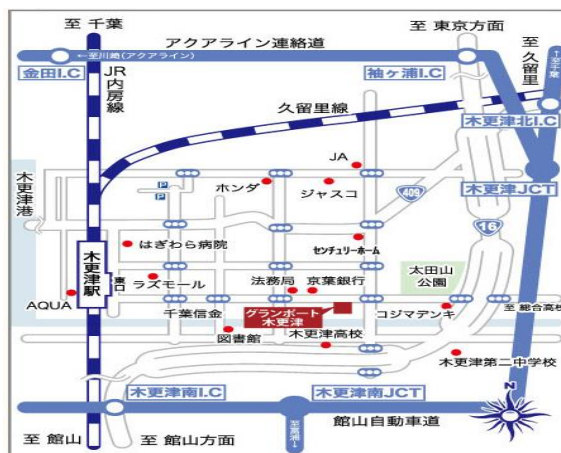 至 千葉
アクアライン連絡道
至 東京方面
至 久留里
←至川崎(アクアライン)
金田I.C
袖ヶ浦I.C
JR内房線
久留里線
木更津北I.C
JA
ホンダ
ジャスコ
409
木更津JCT
木更津港
P
P
16
はぎわら病院
センチュリーホーム
木更津駅
東口
ラズモール
法務局
京葉銀行
太田山
公園
AQUA
千葉信金
グランポート
木更津
コジマデンキ
至 総合高校
図書館
木更津高校
木更津第二中学校
木更津南I.C
木更津南JCT
N
館山自動車道
至 館山
至 館山方面